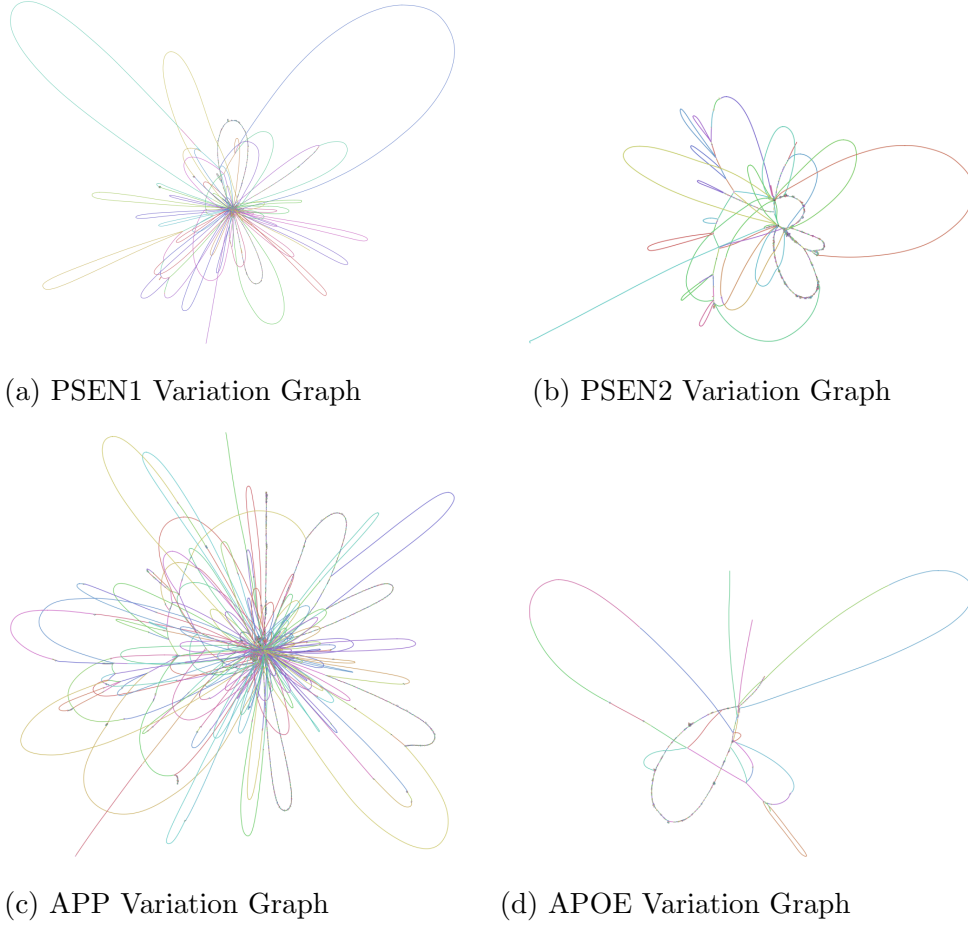 (a) PSEN1 Variation Graph
(b) PSEN2 Variation Graph
(c) APP Variation Graph
(d) APOE Variation Graph